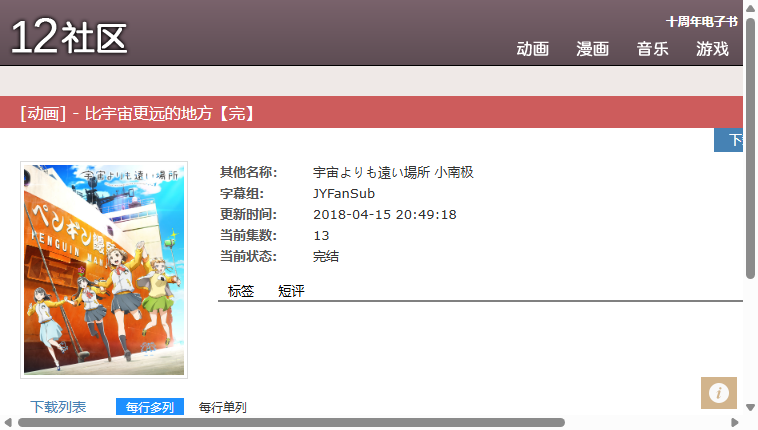 12社区
十周年电子书
动画 漫画 音乐 游戏
[动画] - 比宇宙更远的地方【完】
下
宇宙よりも遠い場所
ペンギン饅
PENGUIN MAN
其他名称: 宇宙よりも遠い場所 小南极
字幕组: JYFanSub
更新时间: 2018-04-15 20:49:18
当前集数: 13
当前状态: 完结
标签 短评
下载列表 每行多列 每行单列